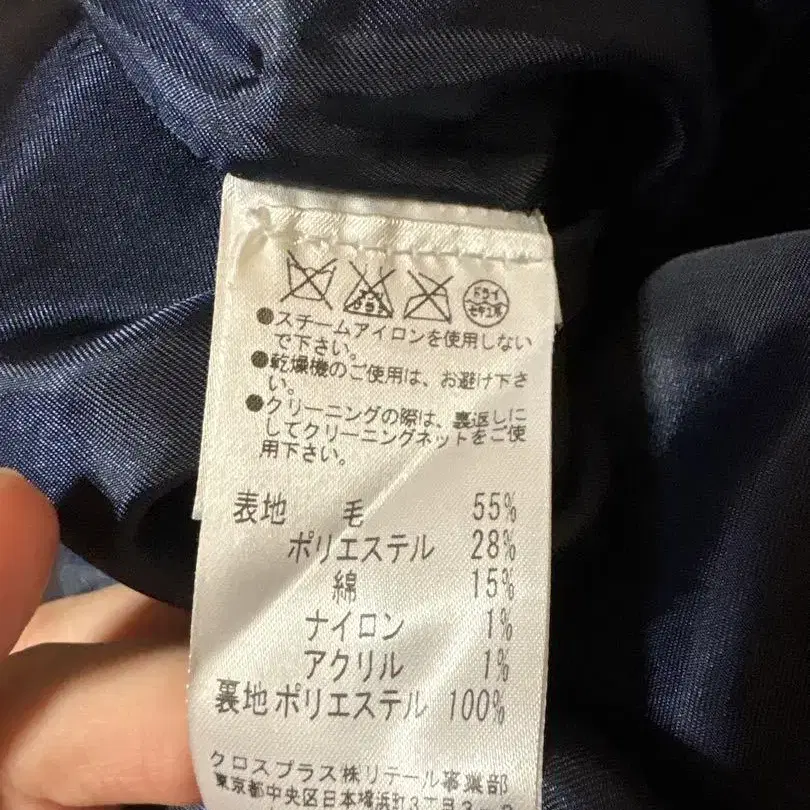 ドライ
セキユ系
●スチームアイロンを使用しない
で下さい。
●乾燥機のご使用は、お避け下さ
い。
●クリーニングの際は、裏返しに
してクリーニングネットをご使
用下さい。
表地 毛 55%
ポリエステル 28%
綿 15%
ナイロン 1%
アクリル 1%
裏地 ポリエステル 100%
クロスプラス㈱リテール事業部
東京都中央区日本橋浜町3丁目3-